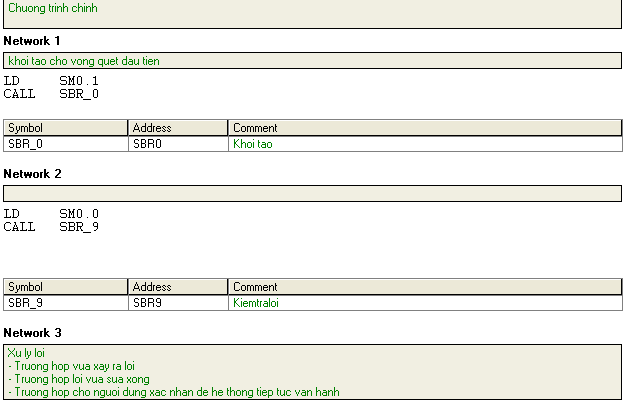 Chuong trinh chinh
Network 1
khoi tao cho vong quet dau tien
LD SM0.1
CALL SBR_0
Symbol Address Comment
SBR_0 SBR0 Khoi tao
Network 2
LD SM0.0
CALL SBR_9
Symbol Address Comment
SBR_9 SBR9 Kiemtraloi
Network 3
Xu ly loi
- Truong hop vua xay ra loi
- Truong hop loi vua sua xong
- Truong hop cho nguoi dung xac nhan de he thong tiep tuc van hanh